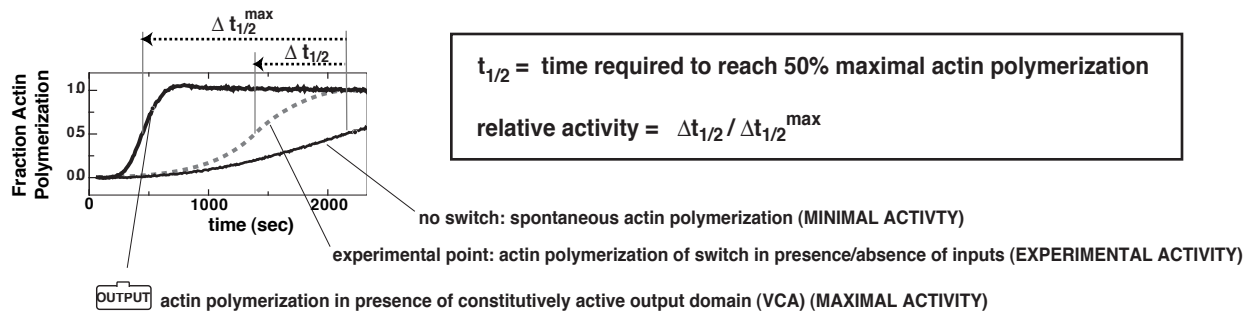 Δ t1/2max
Δ t1/2
t1/2 = time required to reach 50% maximal actin polymerization
relative activity = Δt1/2 / Δt1/2max
Fraction Actin
Polymerization
1.0
0.5
0.0
0 1000 2000
time (sec)
no switch: spontaneous actin polymerization (MINIMAL ACTIVTY)
experimental point: actin polymerization of switch in presence/absence of inputs (EXPERIMENTAL ACTIVITY)
OUTPUT actin polymerization in presence of constitutively active output domain (VCA) (MAXIMAL ACTIVITY)